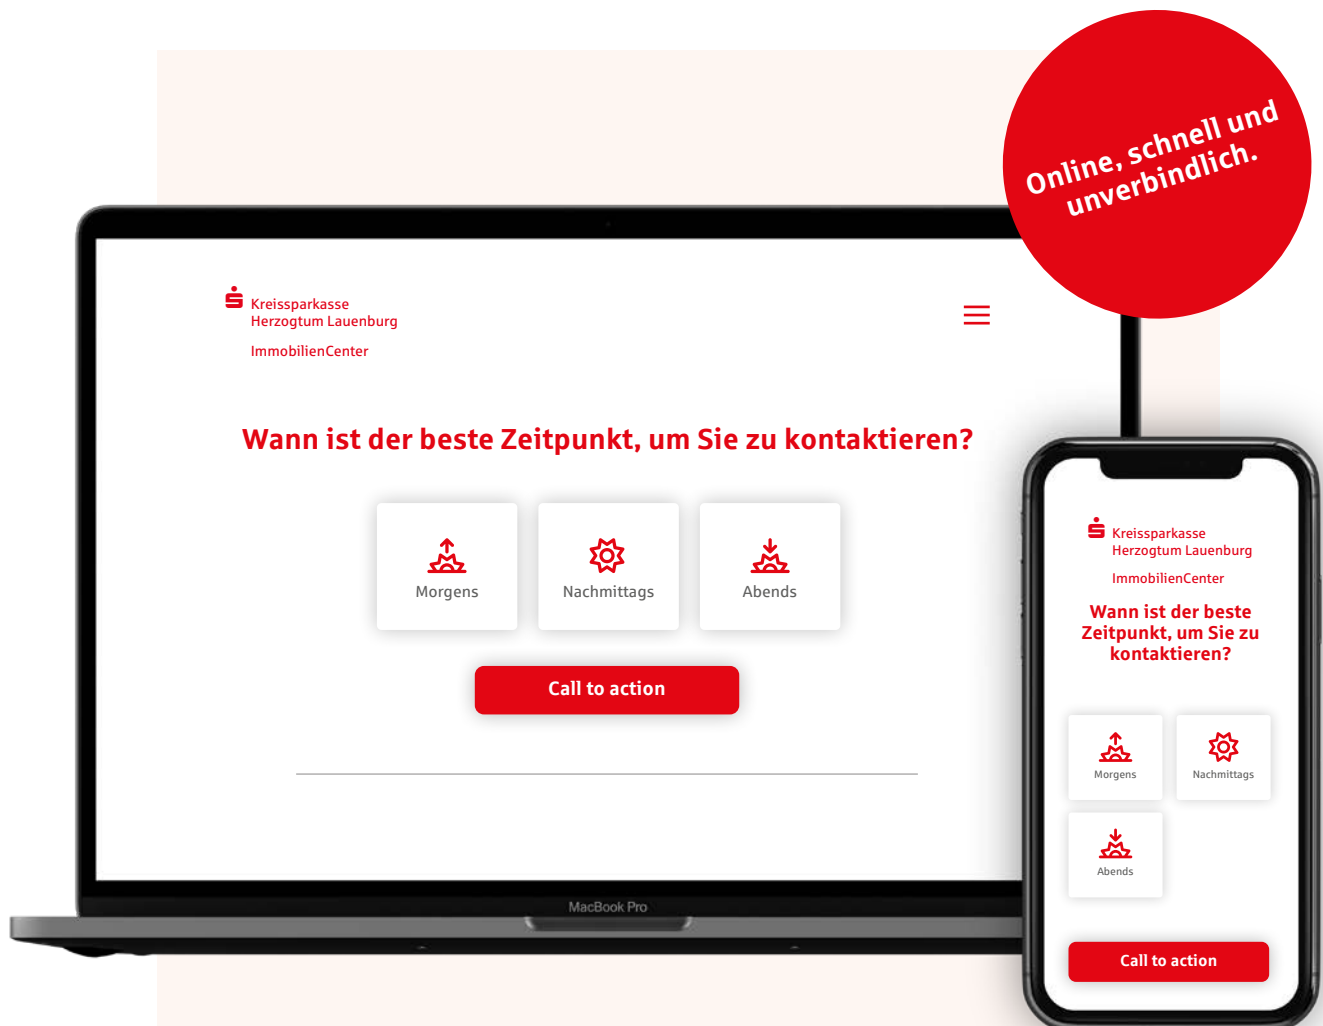 Online, schnell und
unverbindlich.
Kreissparkasse
Herzogtum Lauenburg
ImmobilienCenter
Wann ist der beste Zeitpunkt, um Sie zu kontaktieren?
Morgens
Nachmittags
Abends
Call to action
MacBook Pro
Kreissparkasse
Herzogtum Lauenburg
ImmobilienCenter
Wann ist der beste
Zeitpunkt, um Sie zu
kontaktieren?
Morgens
Nachmittags
Abends
Call to action